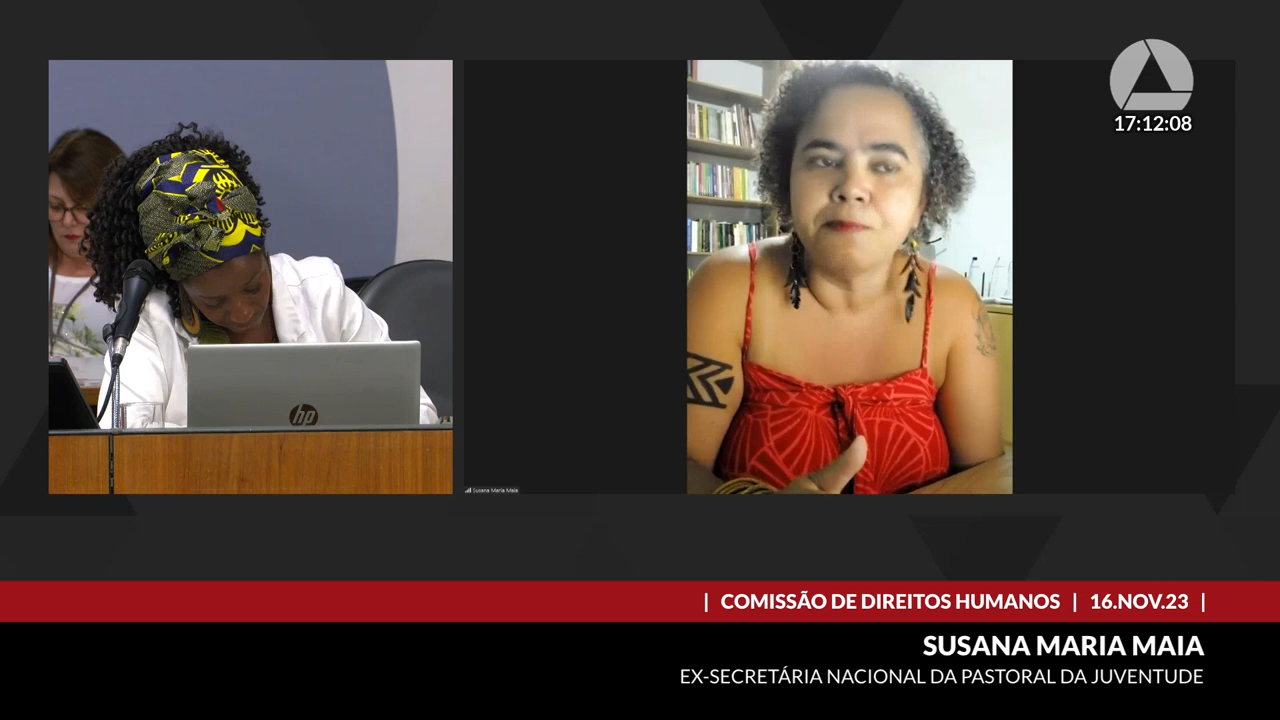 17:12:08
hp
Susana Maria Maia
| COMISSÃO DE DIREITOS HUMANOS | 16.NOV.23 |
SUSANA MARIA MAIA
EX-SECRETÁRIA NACIONAL DA PASTORAL DA JUVENTUDE